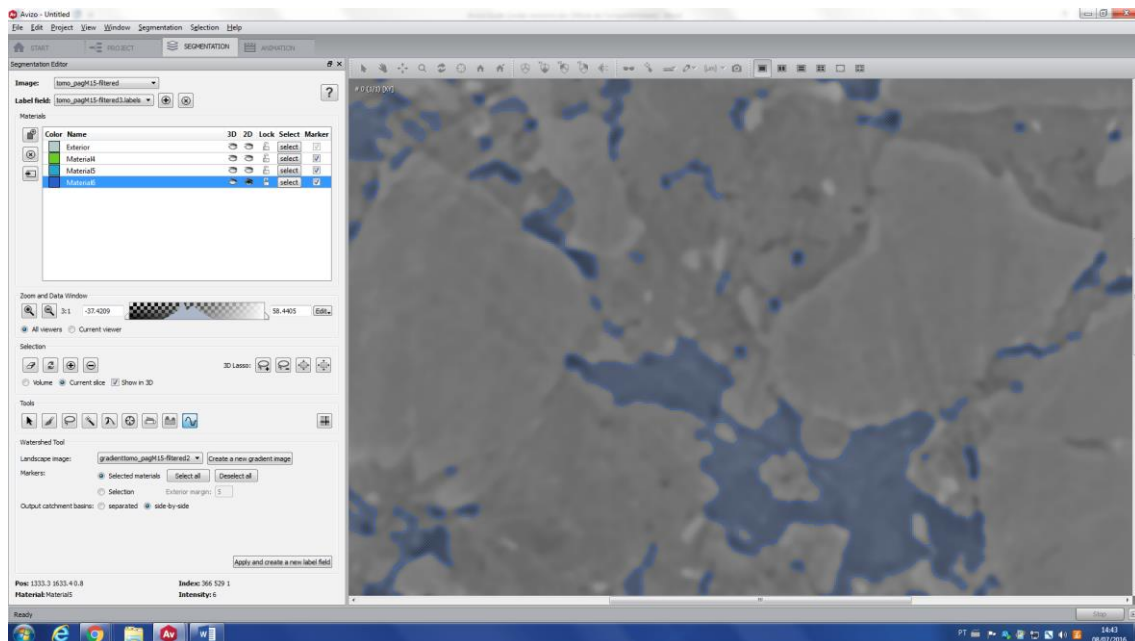 Avizo - Untitled
File Edit Project View Window Segmentation Selection Help
START PROJECT SEGMENTATION ANIMATION
Segmentation Editor
Image: tomo_pagM15-filtered
Label field: tomo_pagM15-filtered3.labels
?
Materials
Color Name 3D 2D Lock Select Marker
Exterior select
Material4 select
Material5 select
Material6 select
Zoom and Data Window
3:1 -37.4209 58.4405 Edit
All viewers Current viewer
Selection
3D Lasso:
Volume Current slice Show in 3D
Tools
Watershed Tool
Landscape image: gradienttomo_pagM15-filtered2 Create a new gradient image
Markers: Selected materials Select all Deselect all
Selection Exterior margin: 5
Output catchment basins: separated side-by-side
Apply and create a new label field
Pos: 1333.3 1633.4 0.8 Index: 366 529 1
Material: Material5 Intensity: 6
Ready
Stop
PT
14:43
08/07/2016